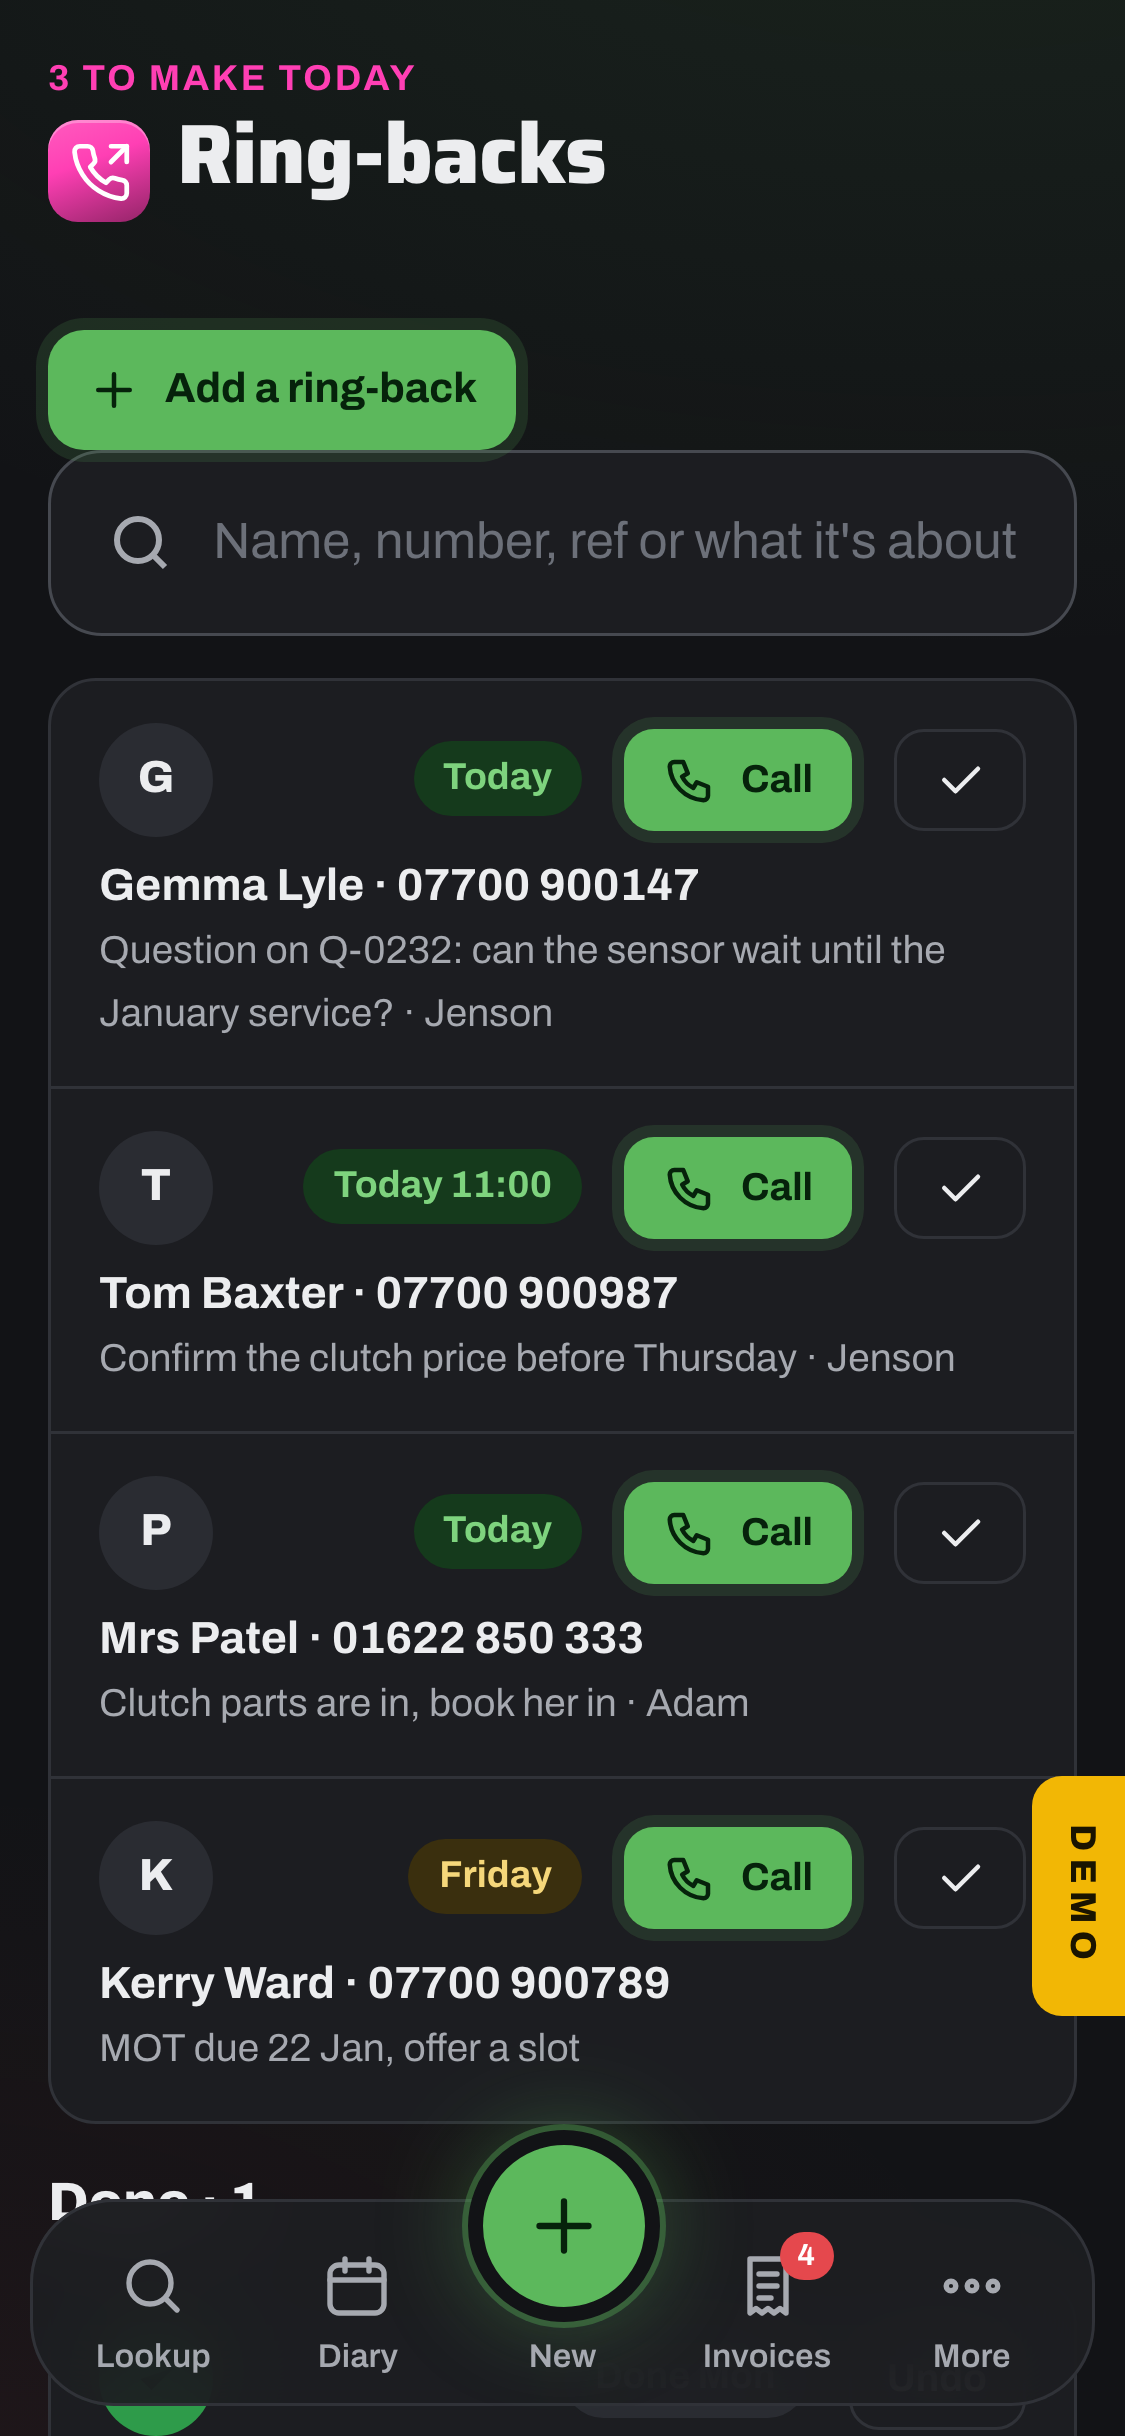 3 TO MAKE TODAY
Ring-backs
Add a ring-back
Name, number, ref or what it's about
G
Today
Call
Gemma Lyle · 07700 900147
Question on Q-0232: can the sensor wait until the
January service? · Jenson
T
Today 11:00
Call
Tom Baxter · 07700 900987
Confirm the clutch price before Thursday · Jenson
P
Today
Call
Mrs Patel · 01622 850 333
Clutch parts are in, book her in · Adam
K
Friday
Call
Kerry Ward · 07700 900789
MOT due 22 Jan, offer a slot
DEMO
Done · 1
4
Lookup
Diary
New
Invoices
More
Undo